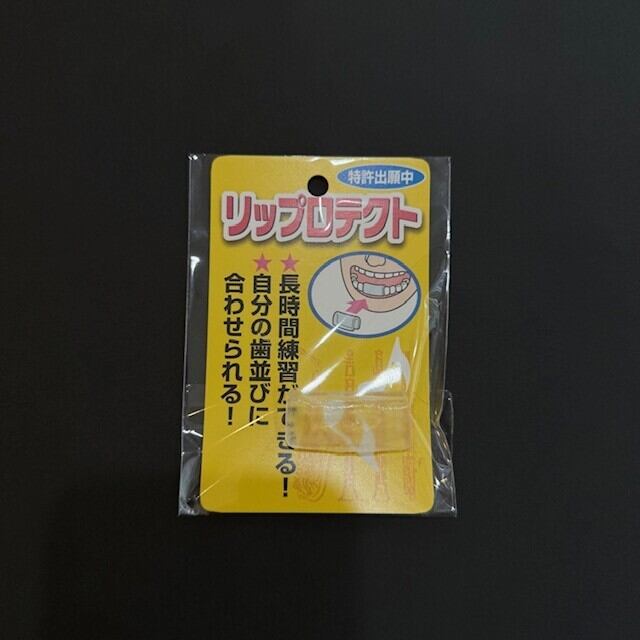 特許出願中
リッププロテクト
★長時間練習ができる！
★自分の歯並びに
合わせられる！